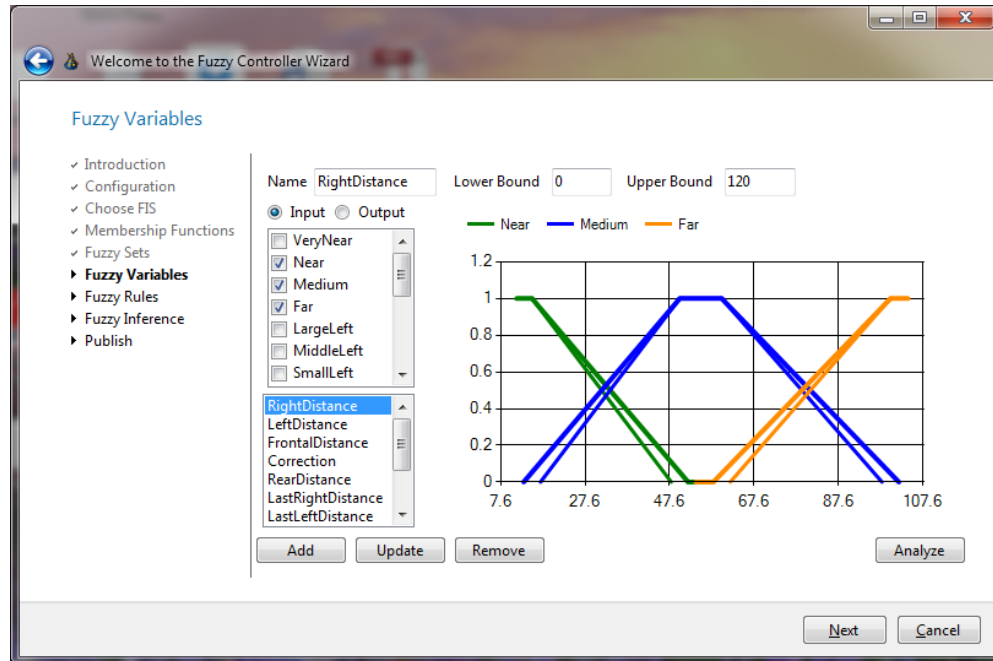 Welcome to the Fuzzy Controller Wizard
Fuzzy Variables
Introduction
Configuration
Choose FIS
Membership Functions
Fuzzy Sets
Fuzzy Variables
Fuzzy Rules
Fuzzy Inference
Publish
Name RightDistance Lower Bound 0 Upper Bound 120
Input Output
VeryNear
Near
Medium
Far
LargeLeft
MiddleLeft
SmallLeft
RightDistance
LeftDistance
FrontalDistance
Correction
RearDistance
LastRightDistance
LastLeftDistance
Near Medium Far
1.2
1
0.8
0.6
0.4
0.2
0
7.6 27.6 47.6 67.6 87.6 107.6
Add Update Remove Analyze
Next Cancel